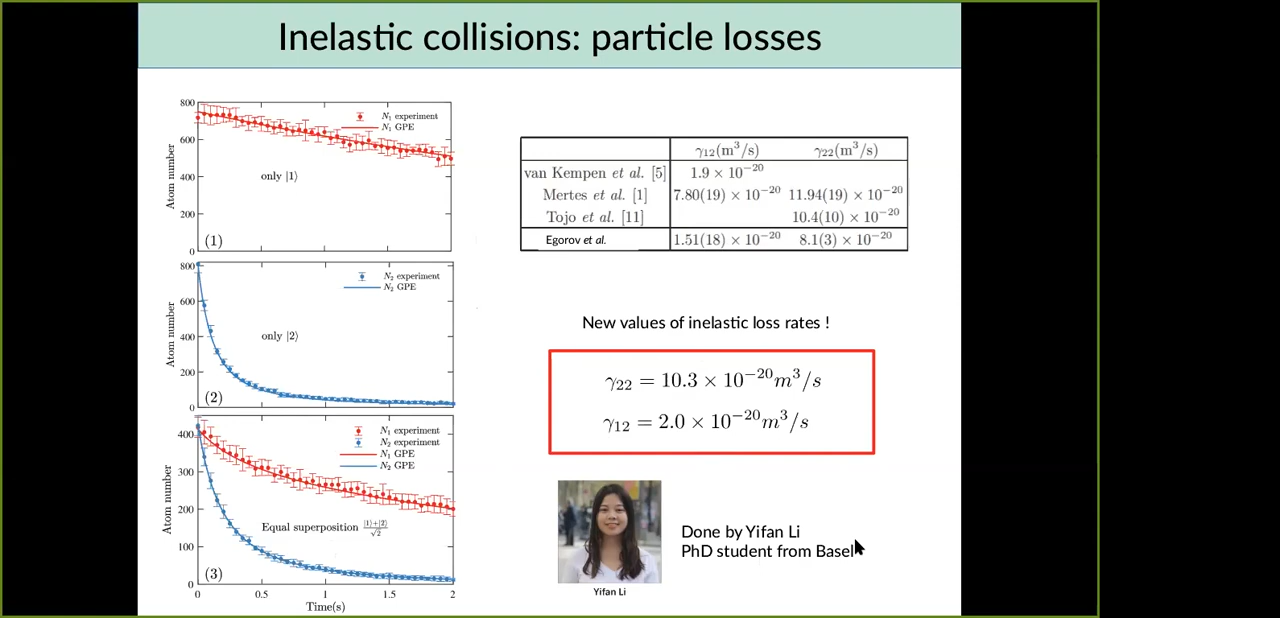 Inelastic collisions: particle losses
800
600
400
200
0
Atom number
N₁ experiment
N₁ GPE
only |1⟩
(1)
800
600
400
200
0
Atom number
N₂ experiment
N₂ GPE
only |2⟩
(2)
400
300
200
100
0
Atom number
N₁ experiment
N₂ experiment
N₁ GPE
N₂ GPE
Equal superposition (|1⟩+|2⟩)/√2
(3)
0 0.5 1 1.5 2
Time(s)
γ₁₂(m³/s) γ₂₂(m³/s)
van Kempen et al. [5] 1.9 × 10⁻²⁰
Mertes et al. [1] 7.80(19) × 10⁻²⁰ 11.94(19) × 10⁻²⁰
Tojo et al. [11] 10.4(10) × 10⁻²⁰
Egorov et al. 1.51(18) × 10⁻²⁰ 8.1(3) × 10⁻²⁰
New values of inelastic loss rates !
γ₂₂ = 10.3 × 10⁻²⁰m³/s
γ₁₂ = 2.0 × 10⁻²⁰m³/s
Done by Yifan Li
PhD student from Basel
Yifan Li